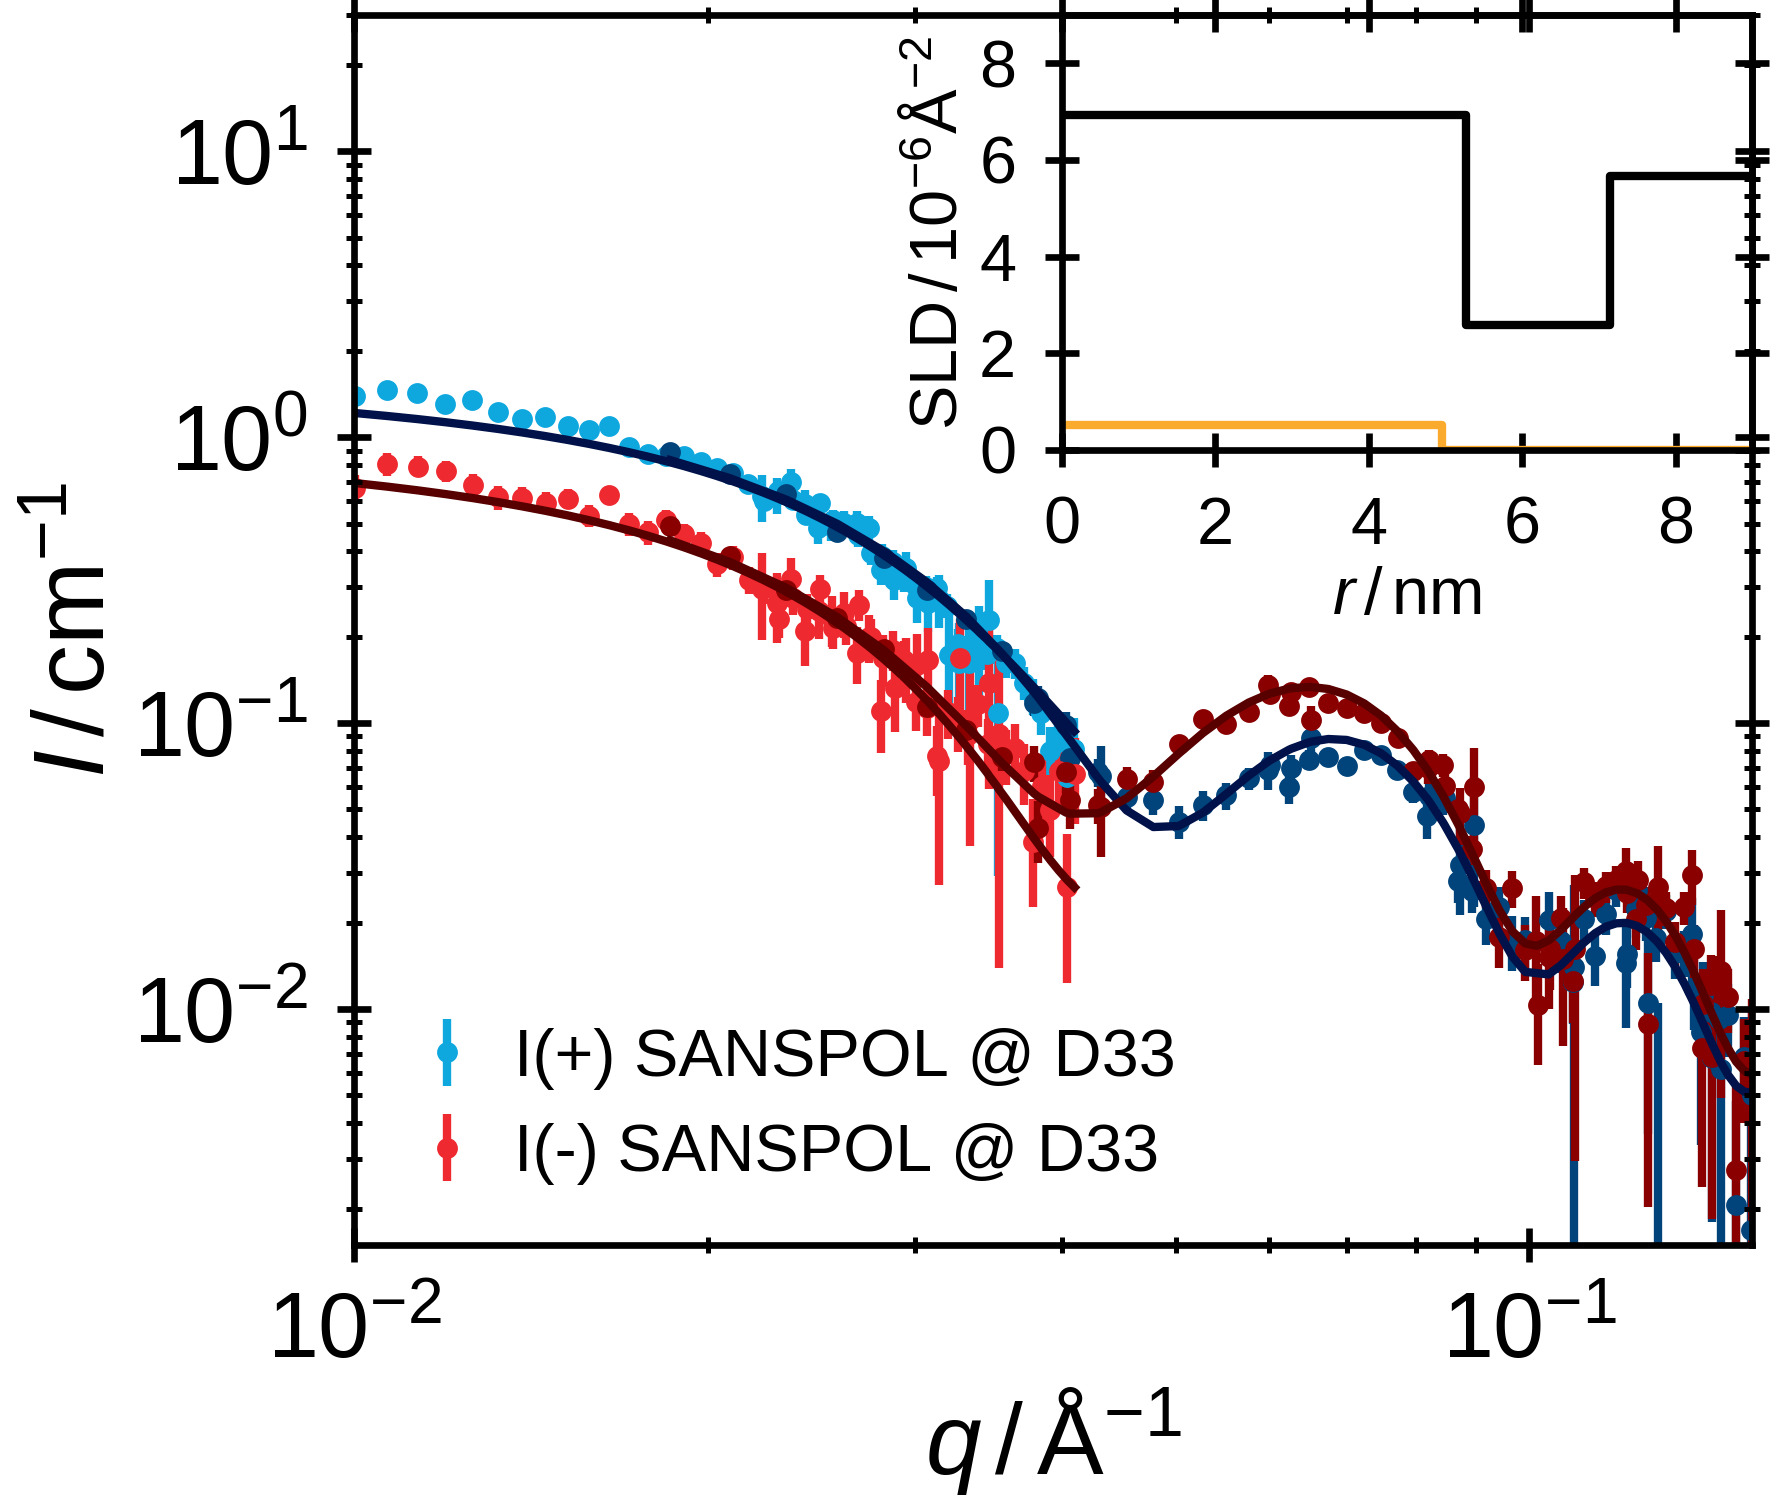 10¹
10⁰
10⁻¹
10⁻²
I / cm⁻¹
SLD / 10⁻⁶Å⁻²
8
6
4
2
0
0 2 4 6 8
r / nm
I(+) SANSPOL @ D33
I(-) SANSPOL @ D33
10⁻² 10⁻¹
q / Å⁻¹